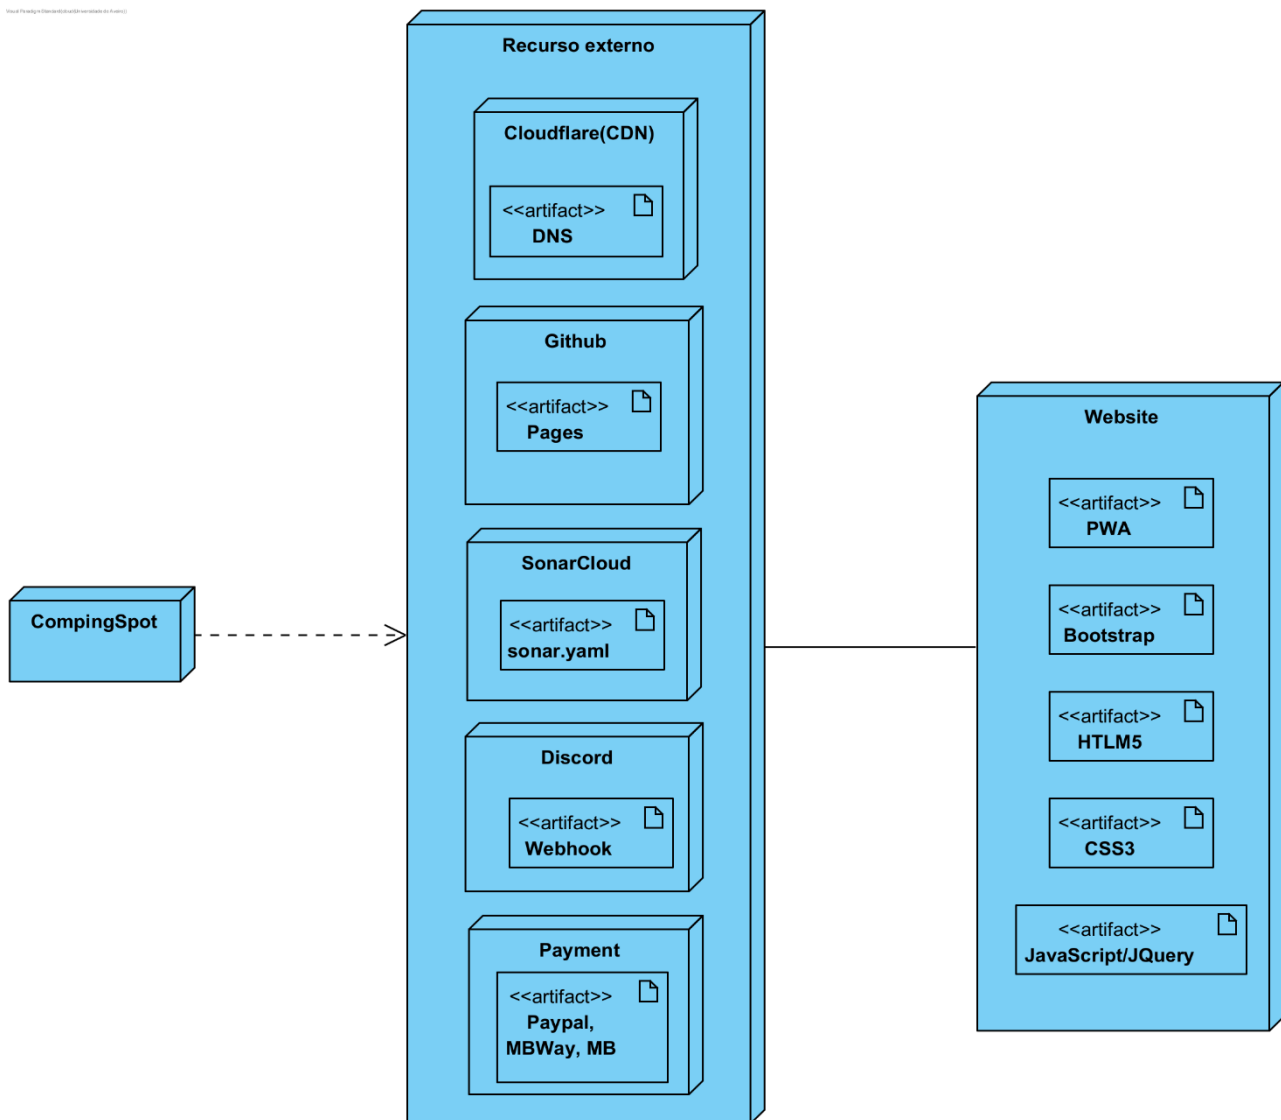 Recurso externo
Cloudflare(CDN)
<<artifact>>
DNS
Github
<<artifact>>
Pages
SonarCloud
<<artifact>>
sonar.yaml
Discord
<<artifact>>
Webhook
Payment
<<artifact>>
Paypal,
MBWay, MB
CompingSpot
Website
<<artifact>>
PWA
<<artifact>>
Bootstrap
<<artifact>>
HTLM5
<<artifact>>
CSS3
<<artifact>>
JavaScript/JQuery